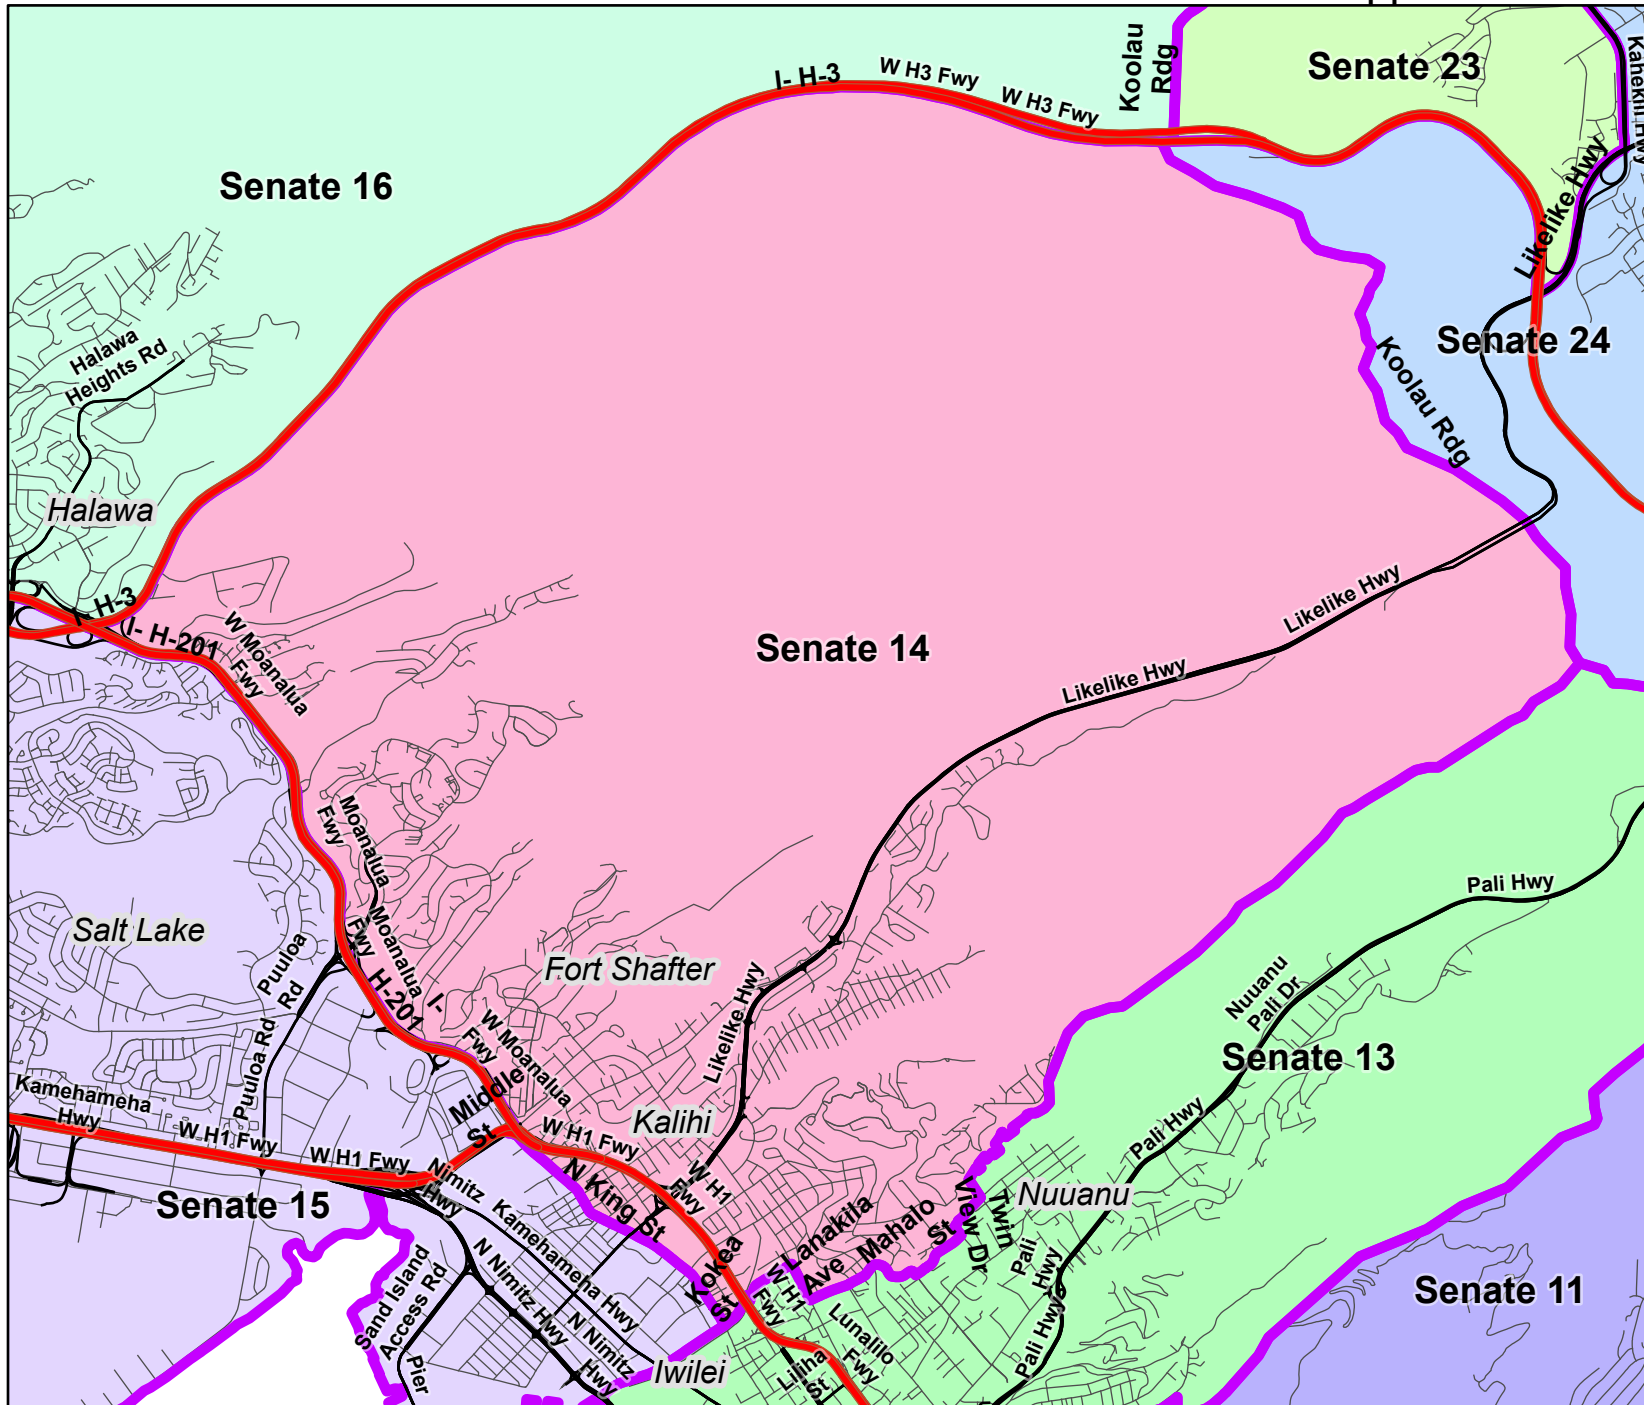 I- H-3
W H3 Fwy
W H3 Fwy
Koolau
Rdg
Senate 23
Kahekili Hwy
Likelike Hwy
Senate 16
Senate 24
Koolau Rdg
Halawa
Heights Rd
Halawa
I- H-3
I- H-201
W Moanalua
Fwy
Senate 14
Likelike Hwy
Likelike Hwy
Moanalua
Fwy
Salt Lake
Puuloa
Rd
Moanalua
Fwy
I-
H-201
Fort Shafter
Likelike Hwy
Pali Hwy
Nuuanu
Pali Dr
Senate 13
Puuloa Rd
Kamehameha
Hwy
W H1 Fwy
W H1 Fwy
W Moanalua
Fwy
Middle
St
W H1 Fwy
Kalihi
Pali Hwy
Senate 15
Nimitz
Hwy
Kamehameha Hwy
N King St
W H1
Fwy
Lanakila
Ave
Mahalo
St
Twin
View Dr
Nuuanu
Pali
Hwy
Kokea
St
W H1
Fwy
Sand Island
Access Rd
N Nimitz Hwy
N Nimitz
Hwy
Pier
Iwilei
Liliha
St
Lunalilo
Fwy
Pali Hwy
Senate 11